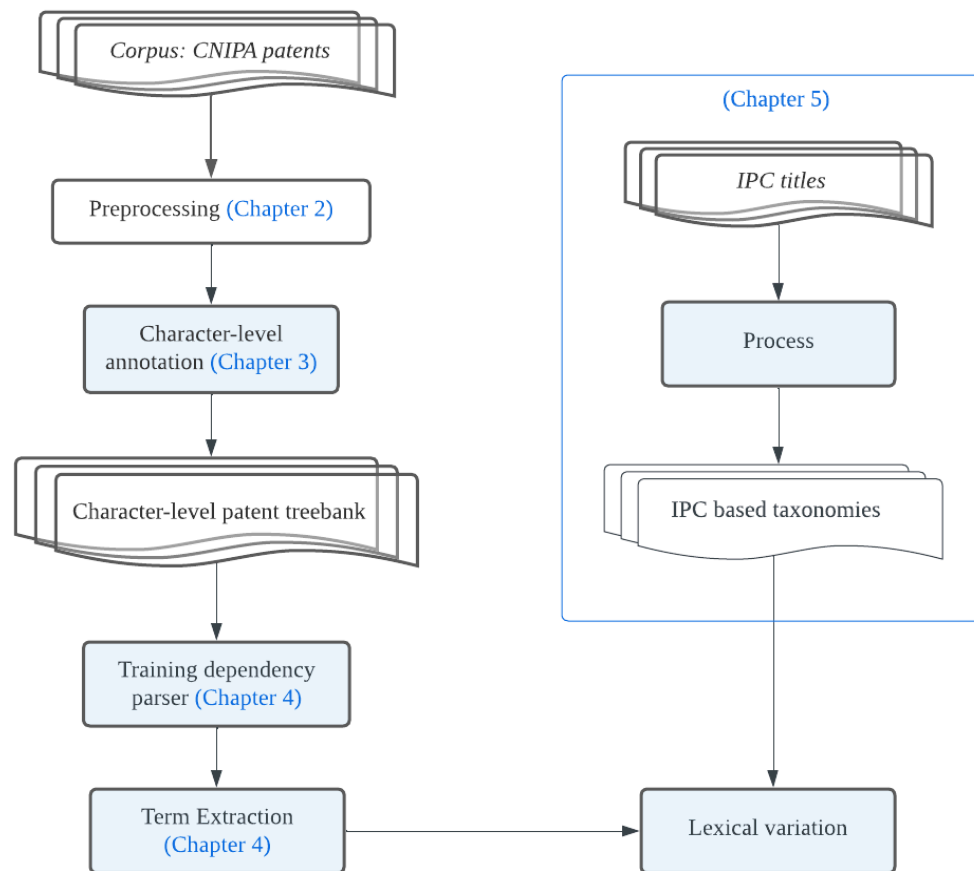 Corpus: CNIPA patents
Preprocessing (Chapter 2)
Character-level
annotation (Chapter 3)
Character-level patent treebank
Training dependency
parser (Chapter 4)
Term Extraction
(Chapter 4)
(Chapter 5)
IPC titles
Process
IPC based taxonomies
Lexical variation